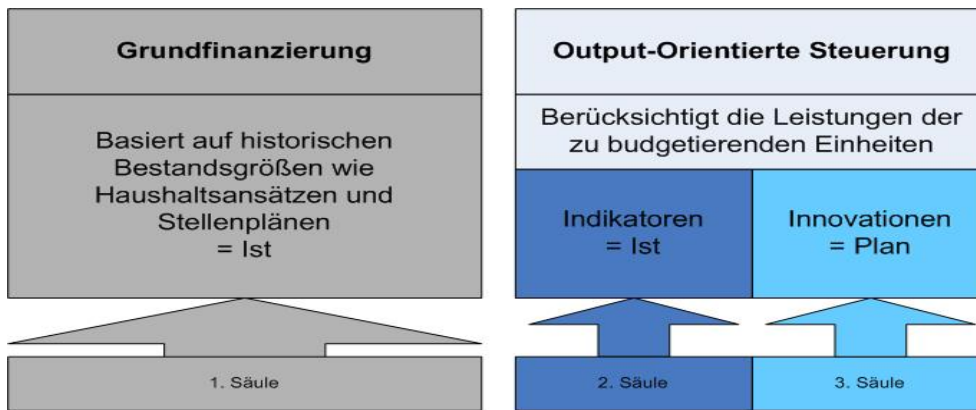 Grundfinanzierung
Basiert auf historischen
Bestandsgrößen wie
Haushaltsansätzen und
Stellenplänen
= Ist
1. Säule
Output-Orientierte Steuerung
Berücksichtigt die Leistungen der
zu budgetierenden Einheiten
Indikatoren
= Ist
2. Säule
Innovationen
= Plan
3. Säule